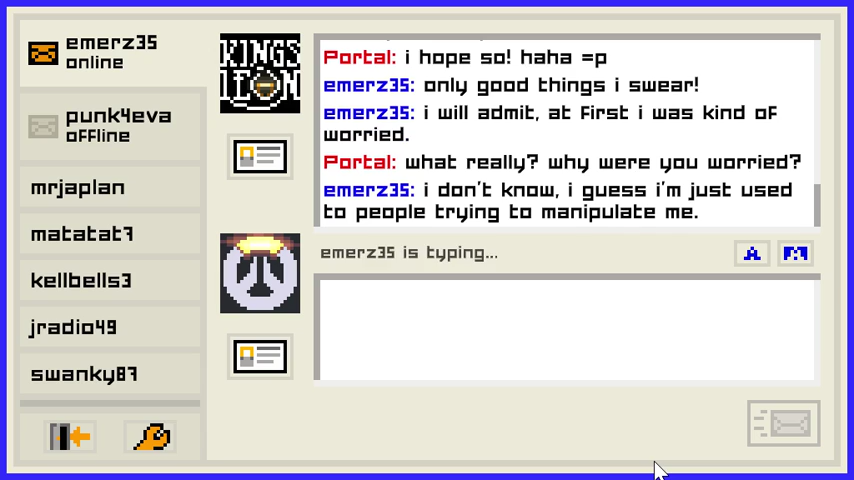 emerz35
online
punk4eva
offline
mrjaplan
matatat7
kellbells3
jradio49
swanky87
KINGS
Portal: i hope so! haha =p
emerz35: only good things i swear!
emerz35: i will admit, at first i was kind of
worried.
Portal: what really? why were you worried?
emerz35: i don't know, i guess i'm just used
to people trying to manipulate me.
emerz35 is typing...
A